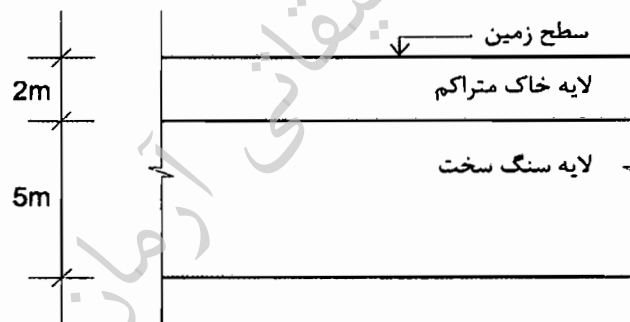 سطح زمین
لایه خاک متراکم
2m
لایه سنگ سخت
5m